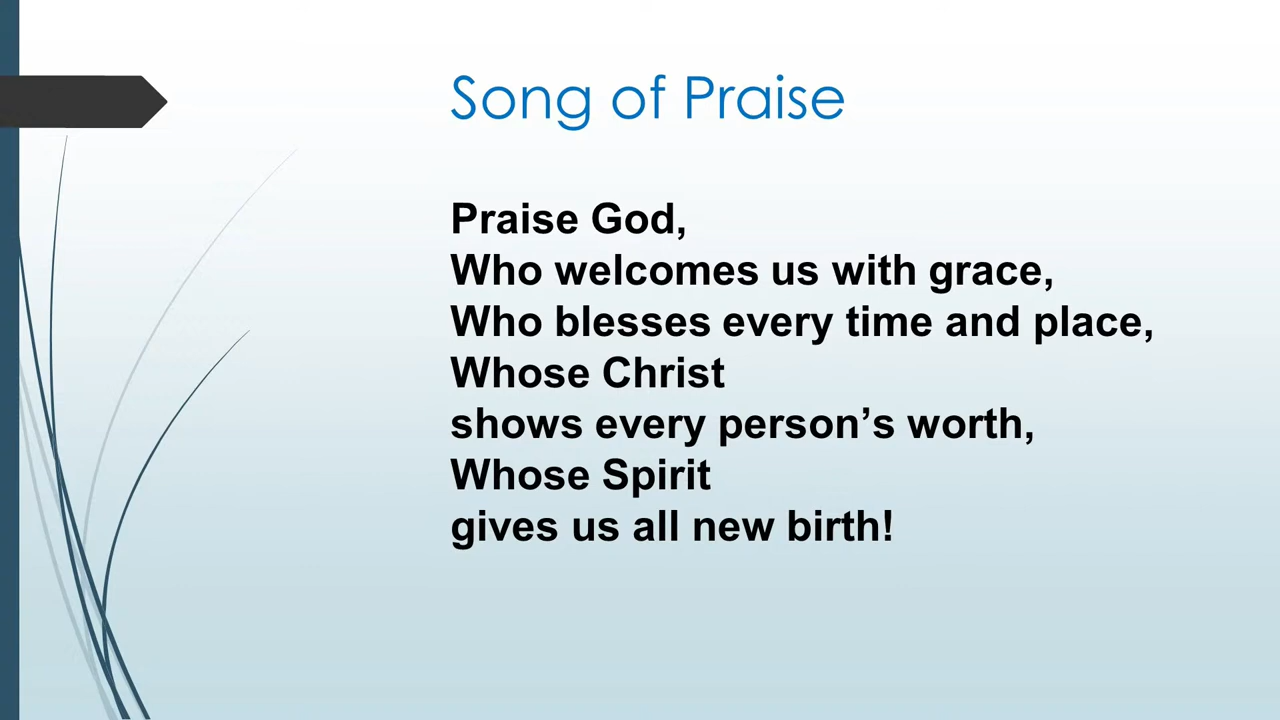 Song of Praise
Praise God,
Who welcomes us with grace,
Who blesses every time and place,
Whose Christ
shows every person’s worth,
Whose Spirit
gives us all new birth!